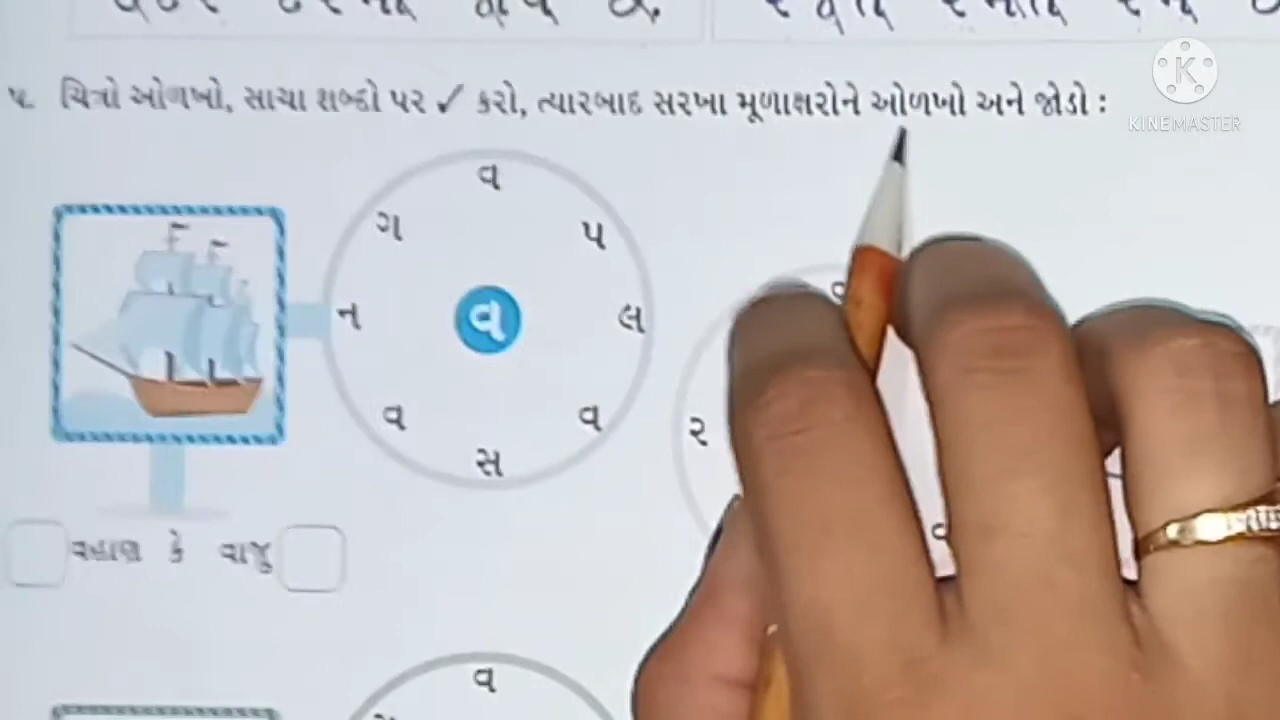 ૫. ચિત્રો ઓળખો, સાચા શબ્દો પર ✓ કરો, ત્યારબાદ સરખા મૂળાક્ષરોને ઓળખો અને જોડો :
K
KINEMASTER
વ
ગ પ
ન વ લ
વ વ
સ
ર
વહાણ કે વાજુ
વ